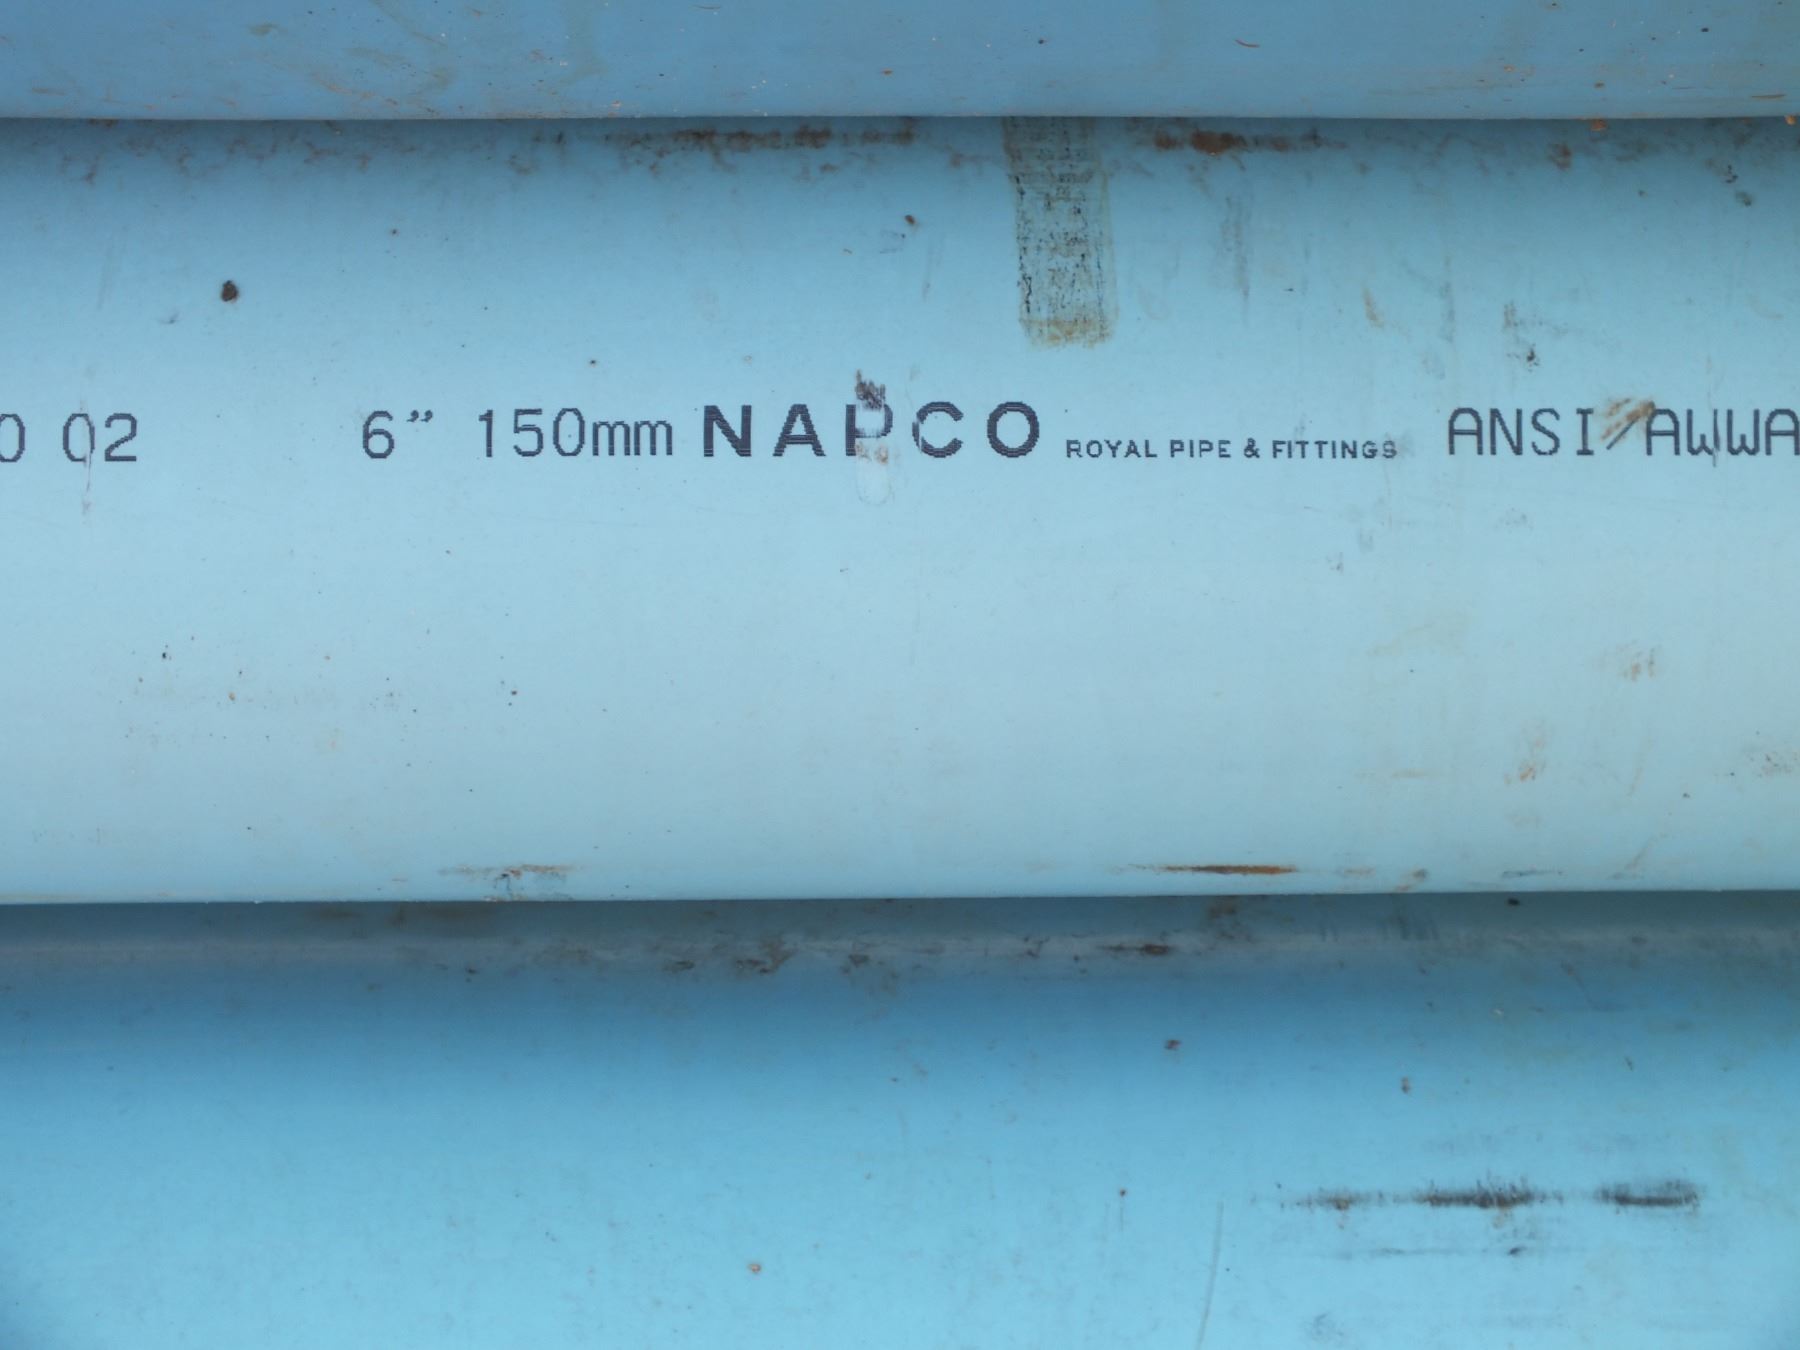 0 02 6” 150mm NAPCO ROYAL PIPE & FITTINGS ANSI/AWWA